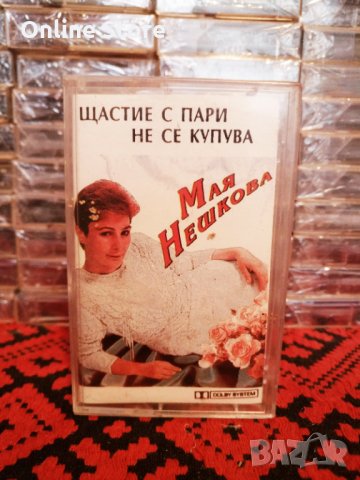 Online Store
ЩАСТИЕ С ПАРИ
НЕ СЕ КУПУВА
МАЯ
НЕШКОВА
DOLBY SYSTEM
BAZAR